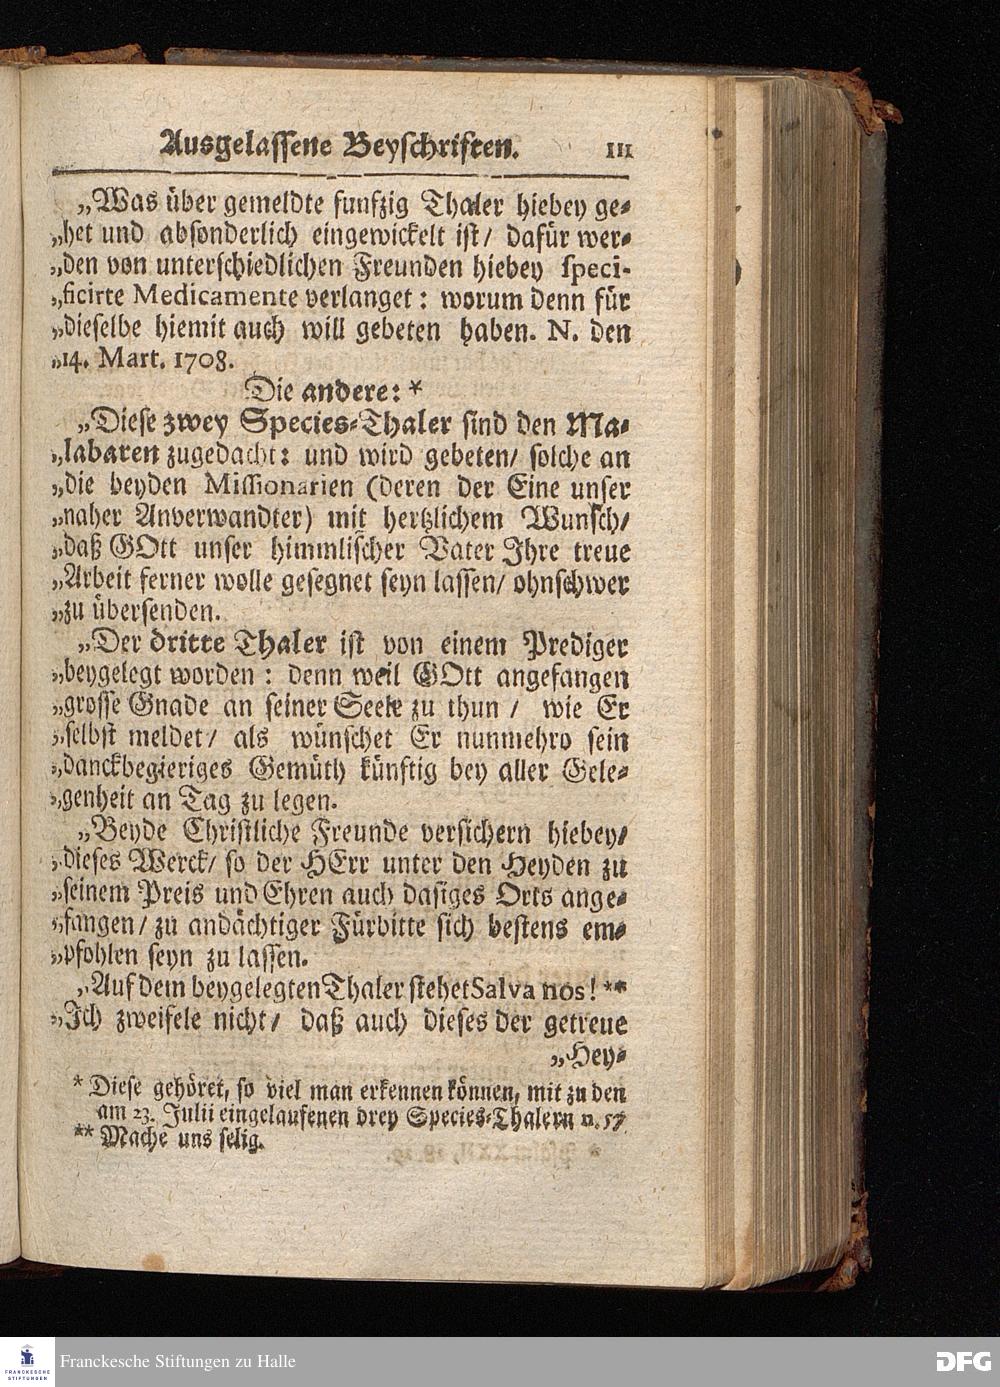 Ausgelassene Beyschriften. 111
„Was über gemeldte funfzig Thaler hiebey ge-
„het und absonderlich eingewickelt ist/ dafür wer-
„den von unterschiedlichen Freunden hiebey speci-
„ficirte Medicamente verlanget: worum denn für
„dieselbe hiemit auch will gebeten haben. N. den
„14. Mart. 1708.
Die andere: *
„Diese zwey Species-Thaler sind den Ma-
„labaren zugedacht: und wird gebeten/ solche an
„die beyden Missionarien (deren der Eine unser
„naher Anverwandter) mit hertzlichem Wunsch/
„daß GOtt unser himmlischer Vater Ihre treue
„Arbeit ferner wolle gesegnet seyn lassen/ ohnschwer
„zu übersenden.
„Der dritte Thaler ist von einem Prediger
„beygelegt worden: denn weil GOtt angefangen
„grosse Gnade an seiner Seele zu thun / wie Er
„selbst meldet/ als wünschet Er nunmehro sein
„danckbegieriges Gemüth künftig bey aller Gele-
„genheit an Tag zu legen.
„Beyde Christliche Freunde versichern hiebey/
„dieses Werck/ so der HErr unter den Heyden zu
„seinem Preis und Ehren auch dasiges Orts ange-
„fangen/ zu andächtiger Fürbitte sich bestens em-
„pfohlen seyn zu lassen.
„Auf dem beygelegten Thaler stehet Salva nos! **
„Ich zweifele nicht/ daß auch dieses der getreue
„Hey-
* Diese gehöret, so viel man erkennen können, mit zu den
am 23. Julii eingelaufenen drey Species-Thalern n. 57.
** Mache uns selig.
FRANCKESCHE
STIFTUNGEN
Franckesche Stiftungen zu Halle
DFG